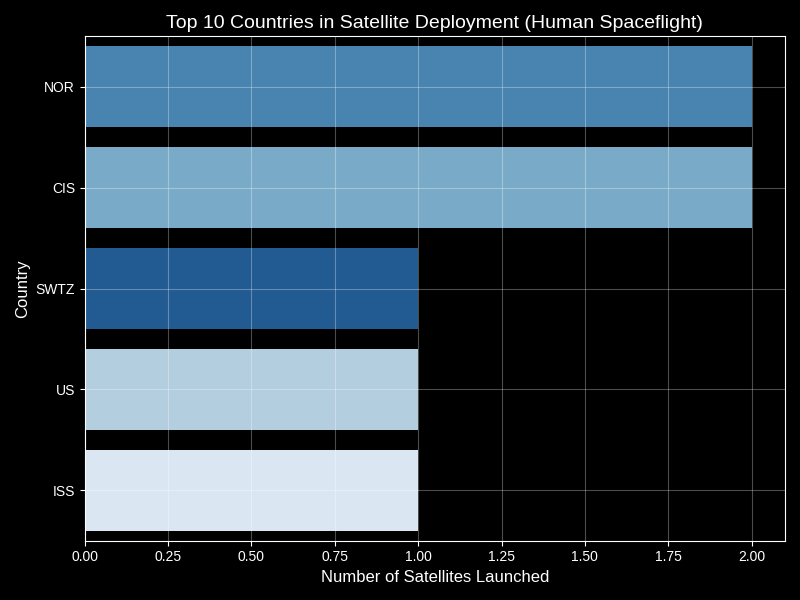 Top 10 Countries in Satellite Deployment (Human Spaceflight)
NOR
CIS
SWTZ
US
ISS
Country
0.00 0.25 0.50 0.75 1.00 1.25 1.50 1.75 2.00
Number of Satellites Launched